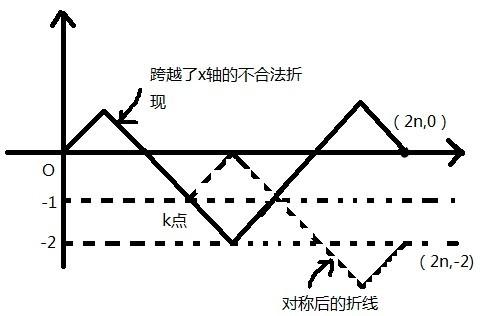 跨越了x轴的不合法折
现
(2n,0)
O
-1
k点
-2
(2n,-2)
对称后的折线